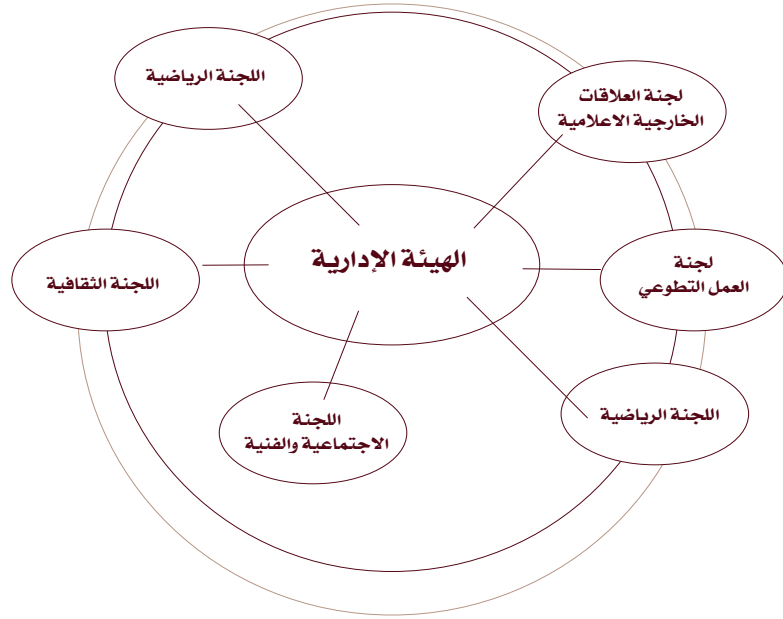 اللجنة الرياضية
لجنة العلاقات
الخارجية الاعلامية
الهيئة الإدارية
لجنة
العمل التطوعي
اللجنة الثقافية
اللجنة الرياضية
اللجنة
الاجتماعية والفنية